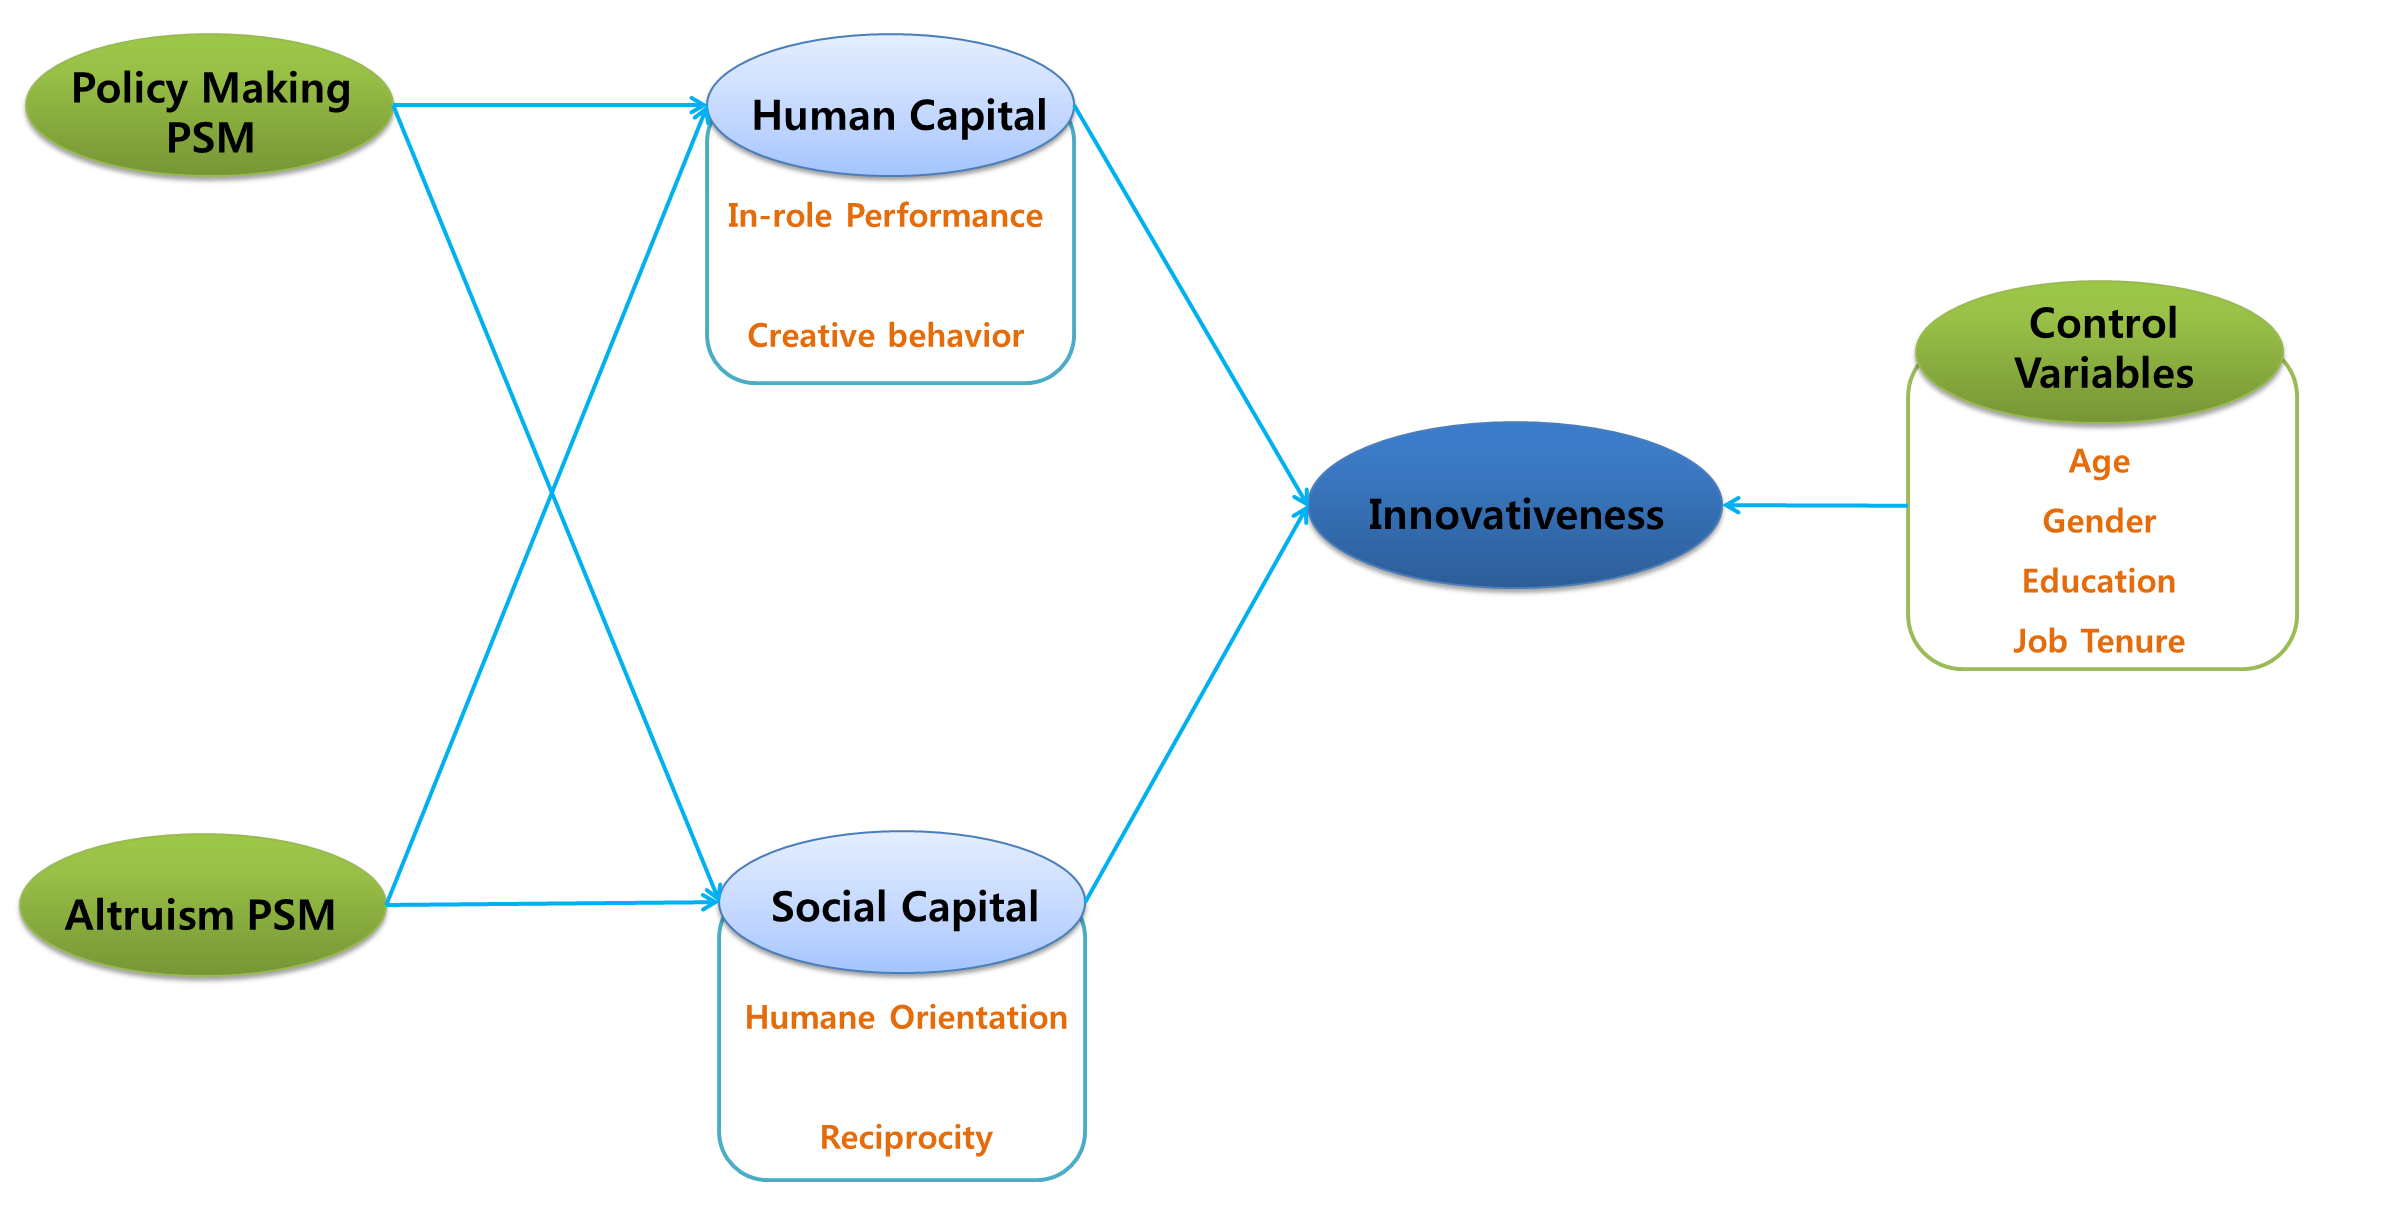 Policy Making
PSM
Human Capital
In-role Performance
Creative behavior
Control
Variables
Age
Gender
Education
Job Tenure
Innovativeness
Altruism PSM
Social Capital
Humane Orientation
Reciprocity